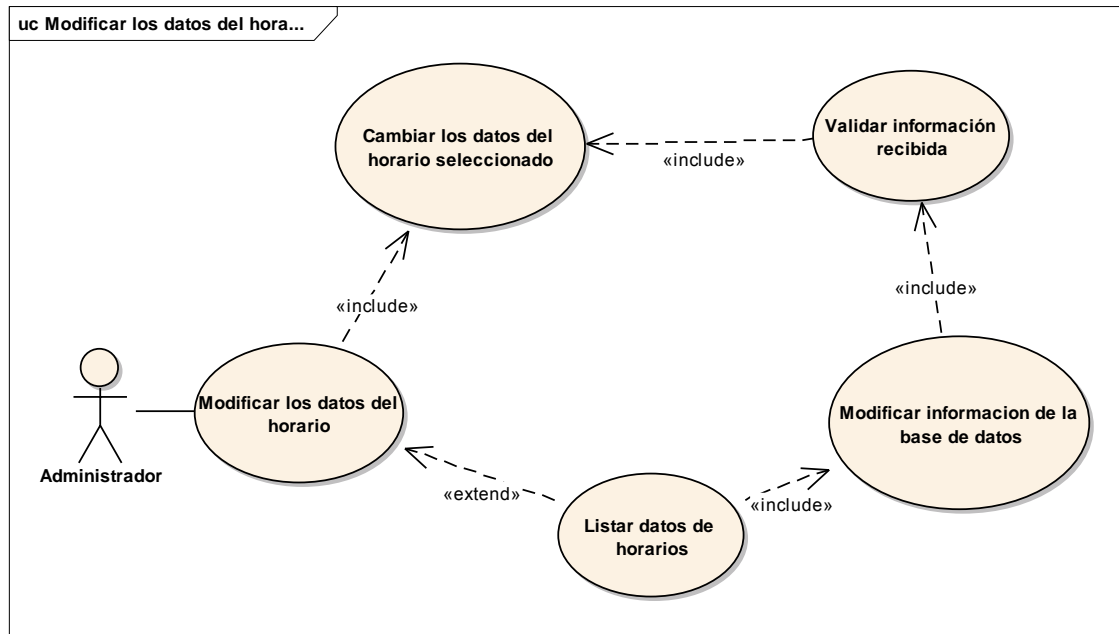 uc Modificar los datos del hora...
Cambiar los datos del
horario seleccionado
Validar información
recibida
«include»
«include»
«include»
Modificar los datos del
horario
Modificar informacion de la
base de datos
Administrador
«extend»
«include»
Listar datos de
horarios